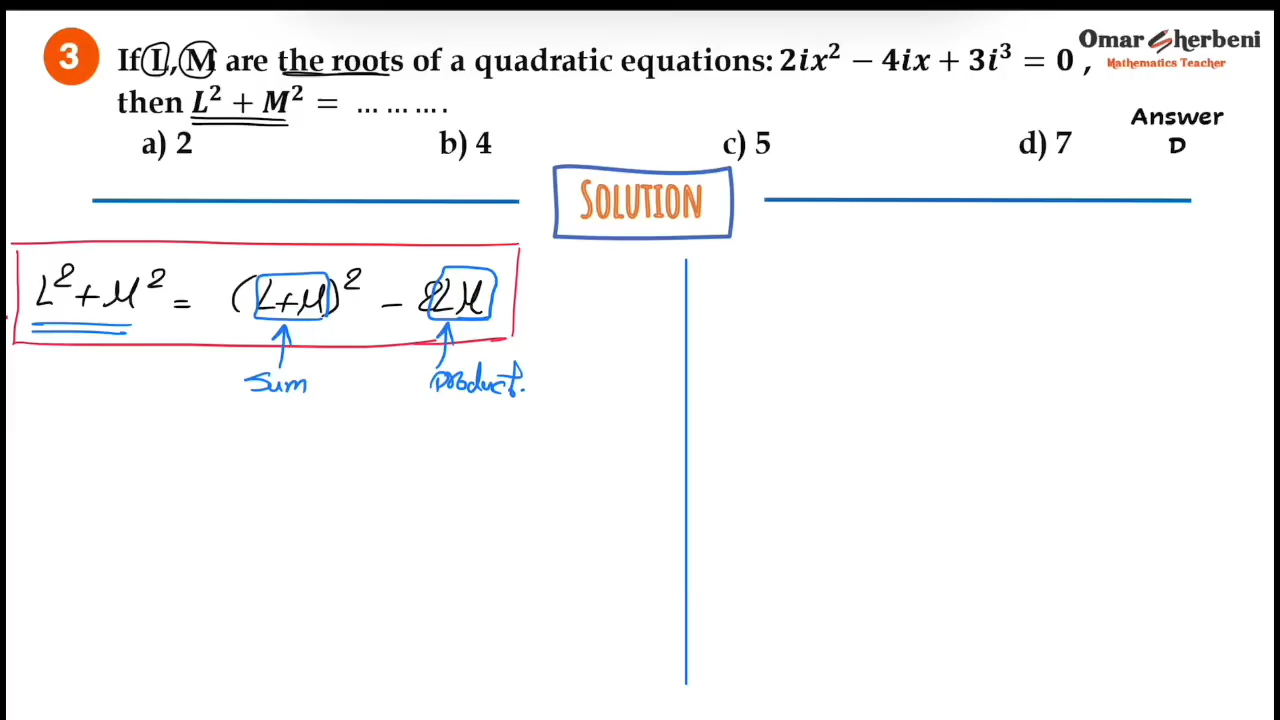 3 If L, M are the roots of a quadratic equations: 2ix² − 4ix + 3i³ = 0 ,
Omar Sherbeni
Mathematics Teacher
then L² + M² = ... ... ... .
Answer
D
a) 2 b) 4 c) 5 d) 7
SOLUTION
L² + M² = (L+M)² − 2LM
Sum product.